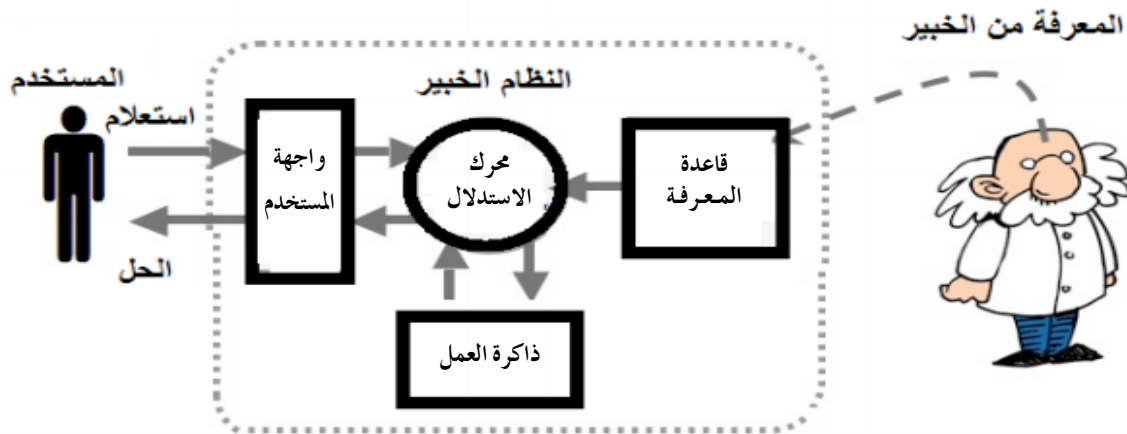 المعرفة من الخبير
النظام الخبير
المستخدم
استعلام
واجهة
المستخدم
محرك
الاستدلال
قاعدة
المعرفة
الحل
ذاكرة العمل